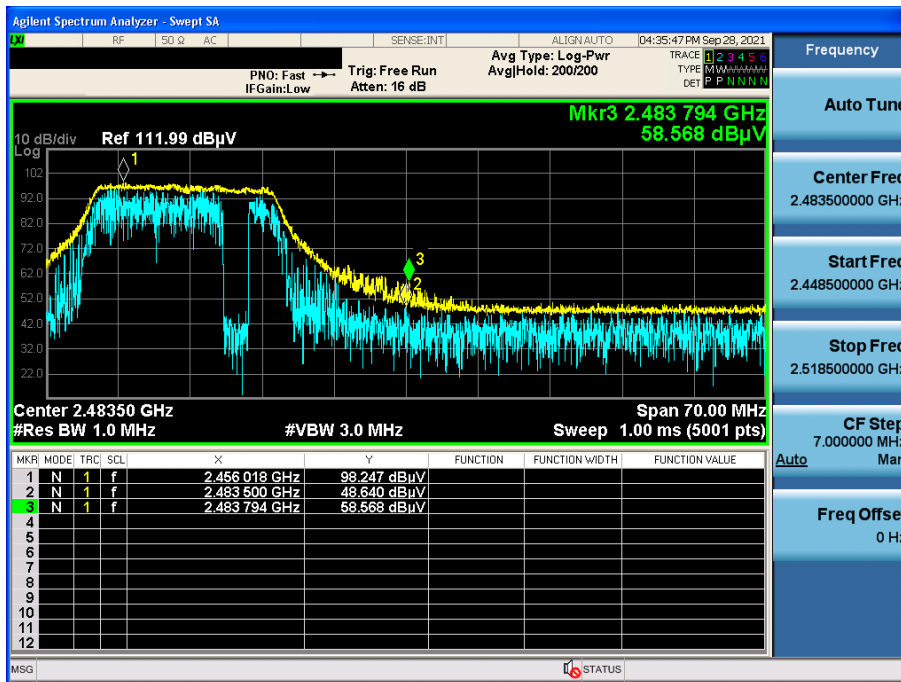 Agilent Spectrum Analyzer - Swept SA
LXI RF 50 Ω AC SENSE:INT ALIGN AUTO 04:35:47 PM Sep 28, 2021
PNO: Fast Trig: Free Run Avg Type: Log-Pwr TRACE 1 2 3 4 5 6
IFGain:Low Atten: 16 dB Avg|Hold: 200/200 TYPE M
DET P P N N N N
Mkr3 2.483 794 GHz
58.568 dBµV
10 dB/div Ref 111.99 dBµV
Log
102
92.0
82.0
72.0
62.0
52.0
42.0
32.0
22.0
1
3
2
Center 2.48350 GHz Span 70.00 MHz
#Res BW 1.0 MHz #VBW 3.0 MHz Sweep 1.00 ms (5001 pts)
MKR MODE TRC SCL X Y FUNCTION FUNCTION WIDTH FUNCTION VALUE
1 N 1 f 2.456 018 GHz 98.247 dBµV
2 N 1 f 2.483 500 GHz 48.640 dBµV
3 N 1 f 2.483 794 GHz 58.568 dBµV
4
5
6
7
8
9
10
11
12
MSG STATUS
Frequency
Auto Tune
Center Freq
2.483500000 GHz
Start Freq
2.448500000 GHz
Stop Freq
2.518500000 GHz
CF Step
7.000000 MHz
Auto Man
Freq Offset
0 Hz